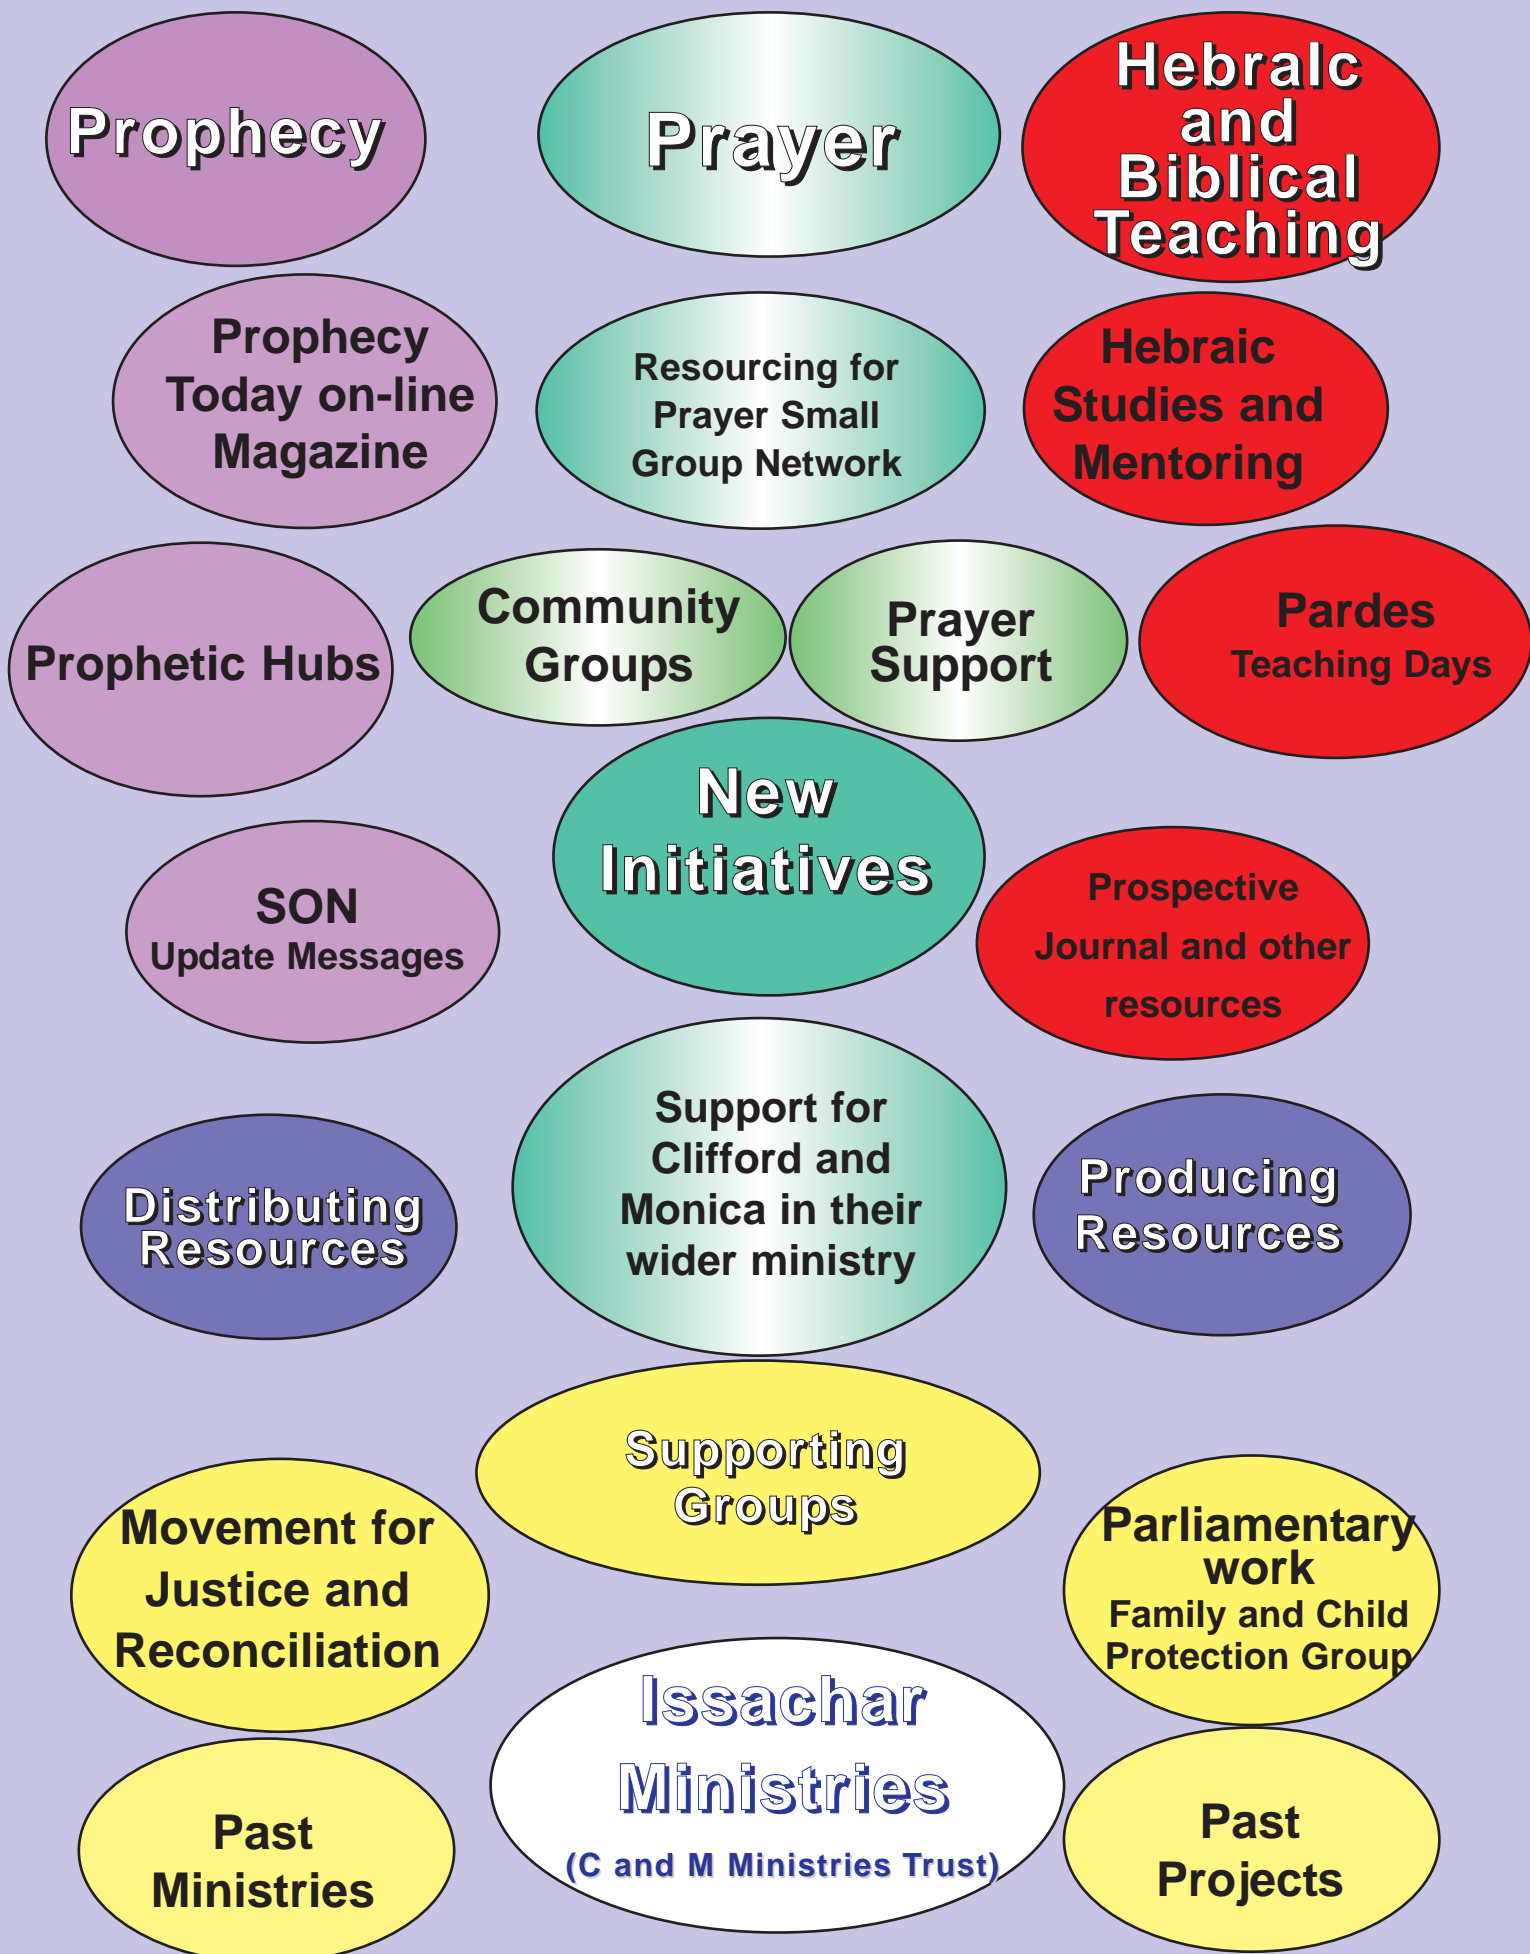 Prophecy
Prayer
HebraIc
and
Biblical
Teaching
Prophecy
Today on-line
Magazine
Resourcing for
Prayer Small
Group Network
Hebraic
Studies and
Mentoring
Prophetic Hubs
Community
Groups
Prayer
Support
Pardes
Teaching Days
New
Initiatives
SON
Update Messages
Prospective
Journal and other
resources
Support for
Clifford and
Monica in their
wider ministry
Distributing
Resources
Producing
Resources
Supporting
Groups
Movement for
Justice and
Reconciliation
Parliamentary
work
Family and Child
Protection Group
Issachar
Ministries
(C and M Ministries Trust)
Past
Ministries
Past
Projects